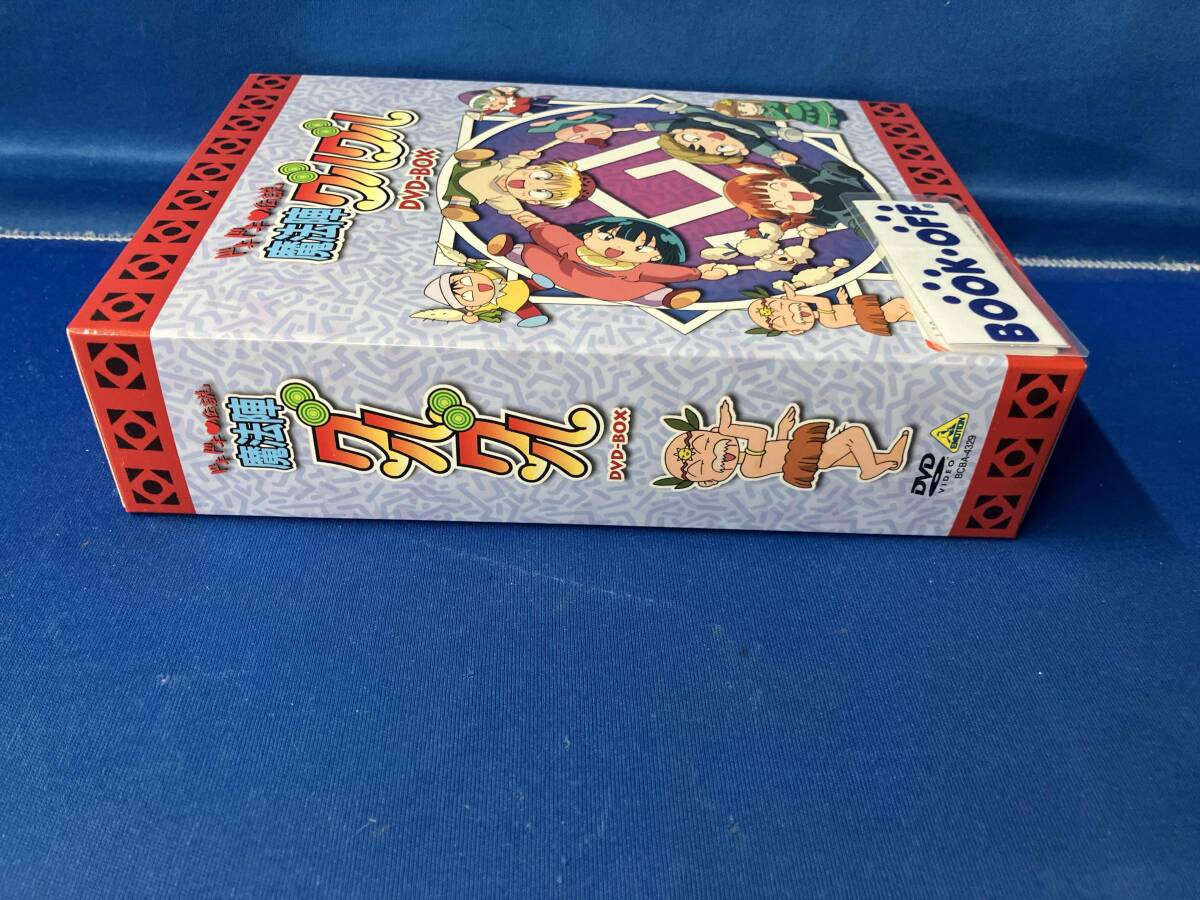 ドキドキ♥伝説
魔法陣
グルグル
DVD-BOX
BOOK・OFF
ドキドキ♥伝説
魔法陣
グルグル
DVD-BOX
EMOTION
DVD
VIDEO
BCBA-4329